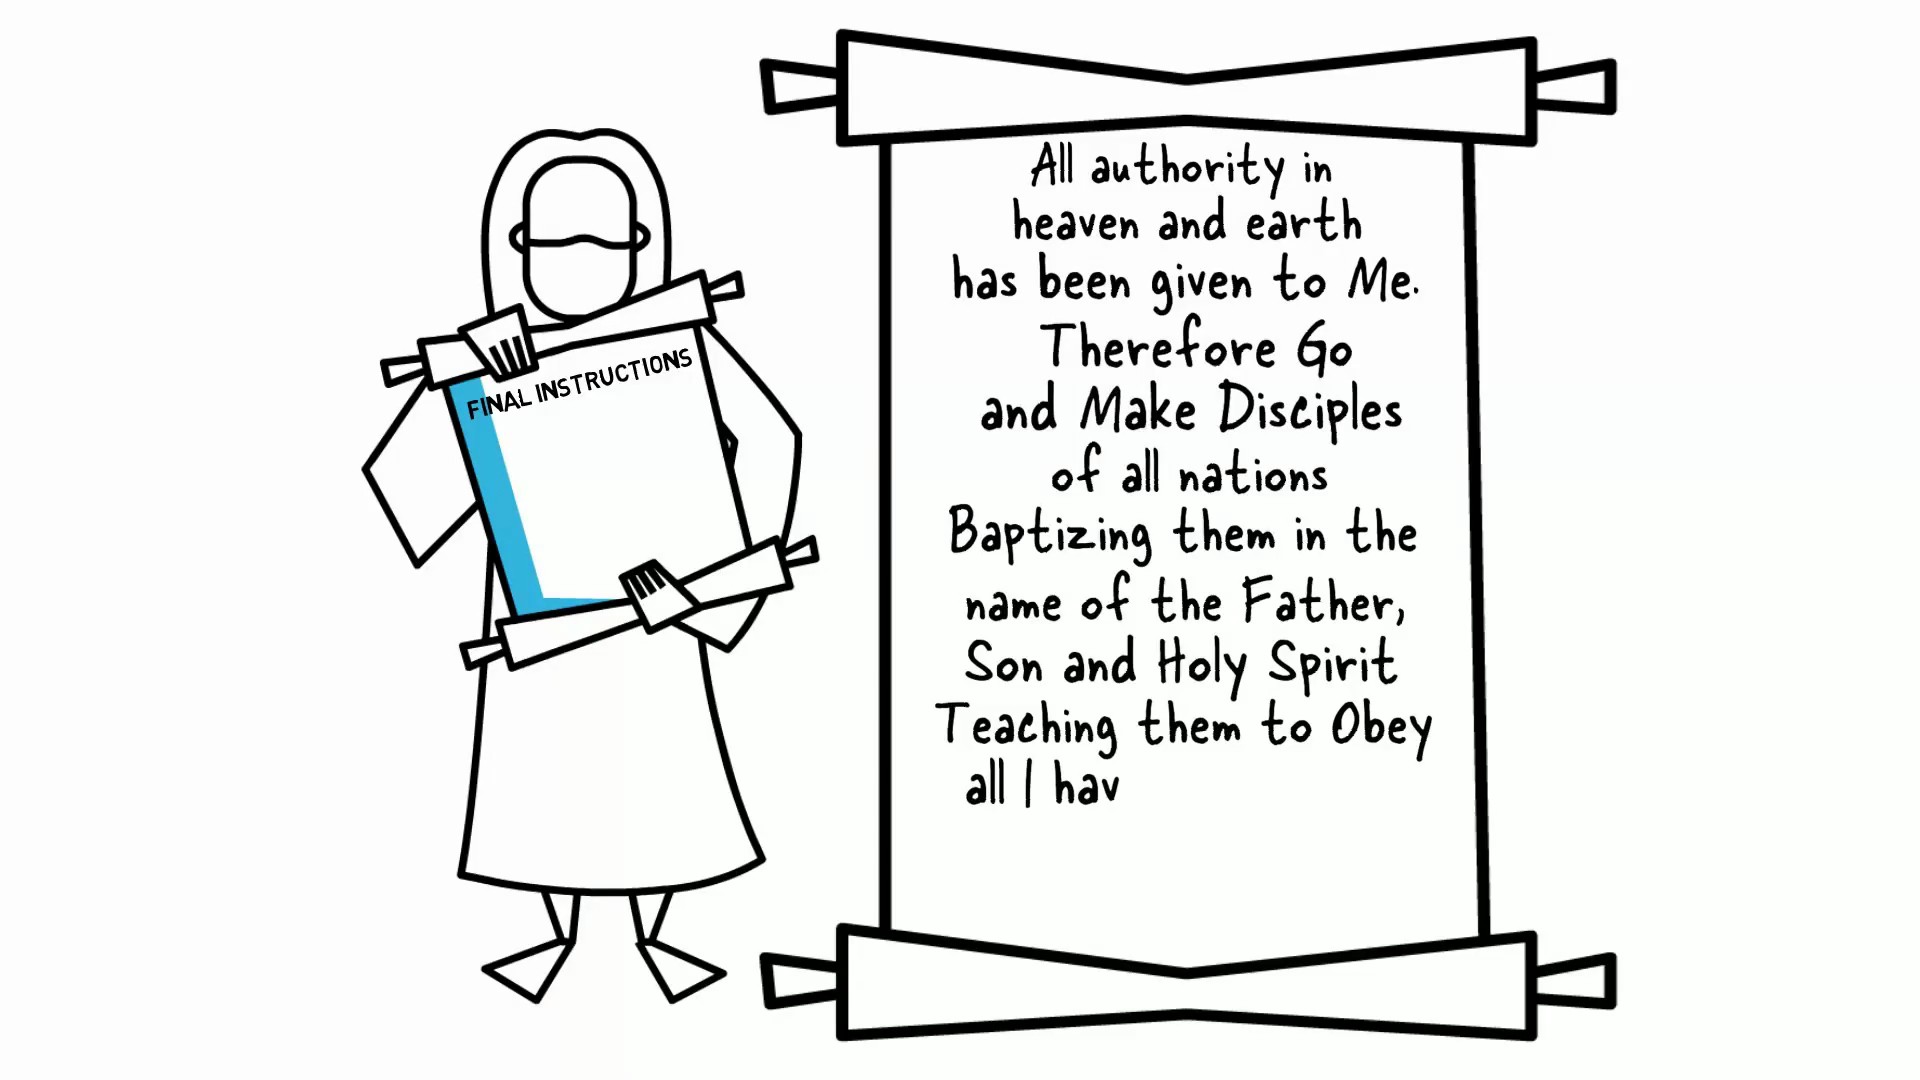 FINAL INSTRUCTIONS
All authority in
heaven and earth
has been given to Me.
Therefore Go
and Make Disciples
of all nations
Baptizing them in the
name of the Father,
Son and Holy Spirit
Teaching them to Obey
all I hav